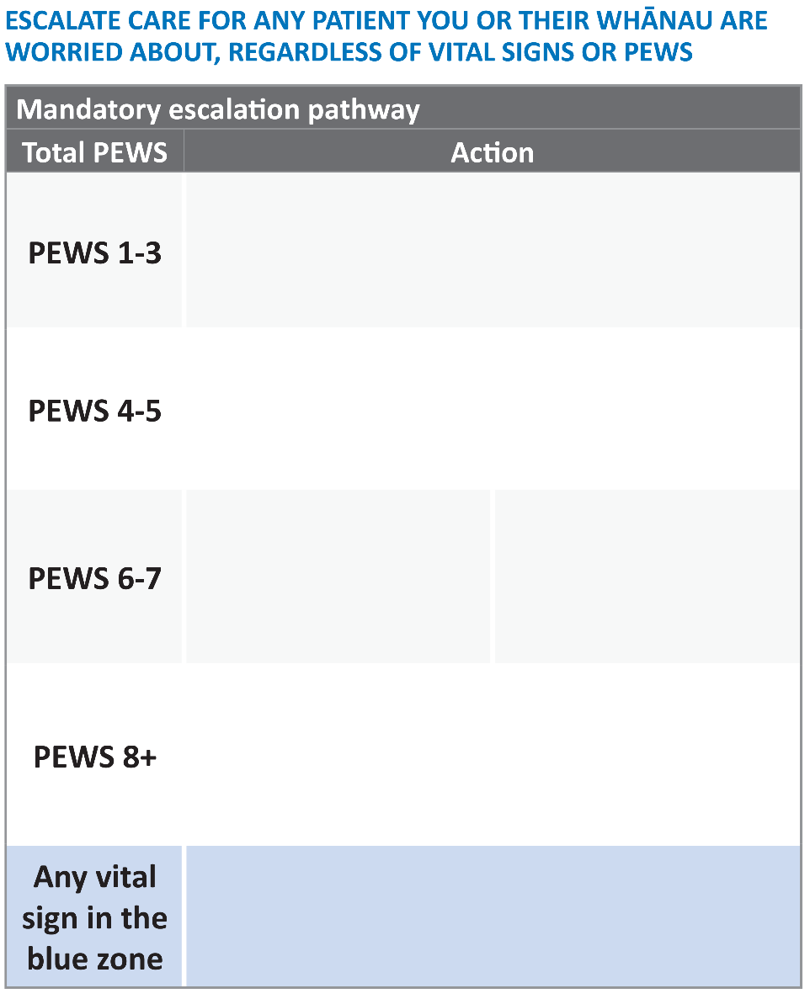 ESCALATE CARE FOR ANY PATIENT YOU OR THEIR WHĀNAU ARE
WORRIED ABOUT, REGARDLESS OF VITAL SIGNS OR PEWS
Mandatory escalation pathway
Total PEWS Action
PEWS 1-3
PEWS 4-5
PEWS 6-7
PEWS 8+
Any vital
sign in the
blue zone